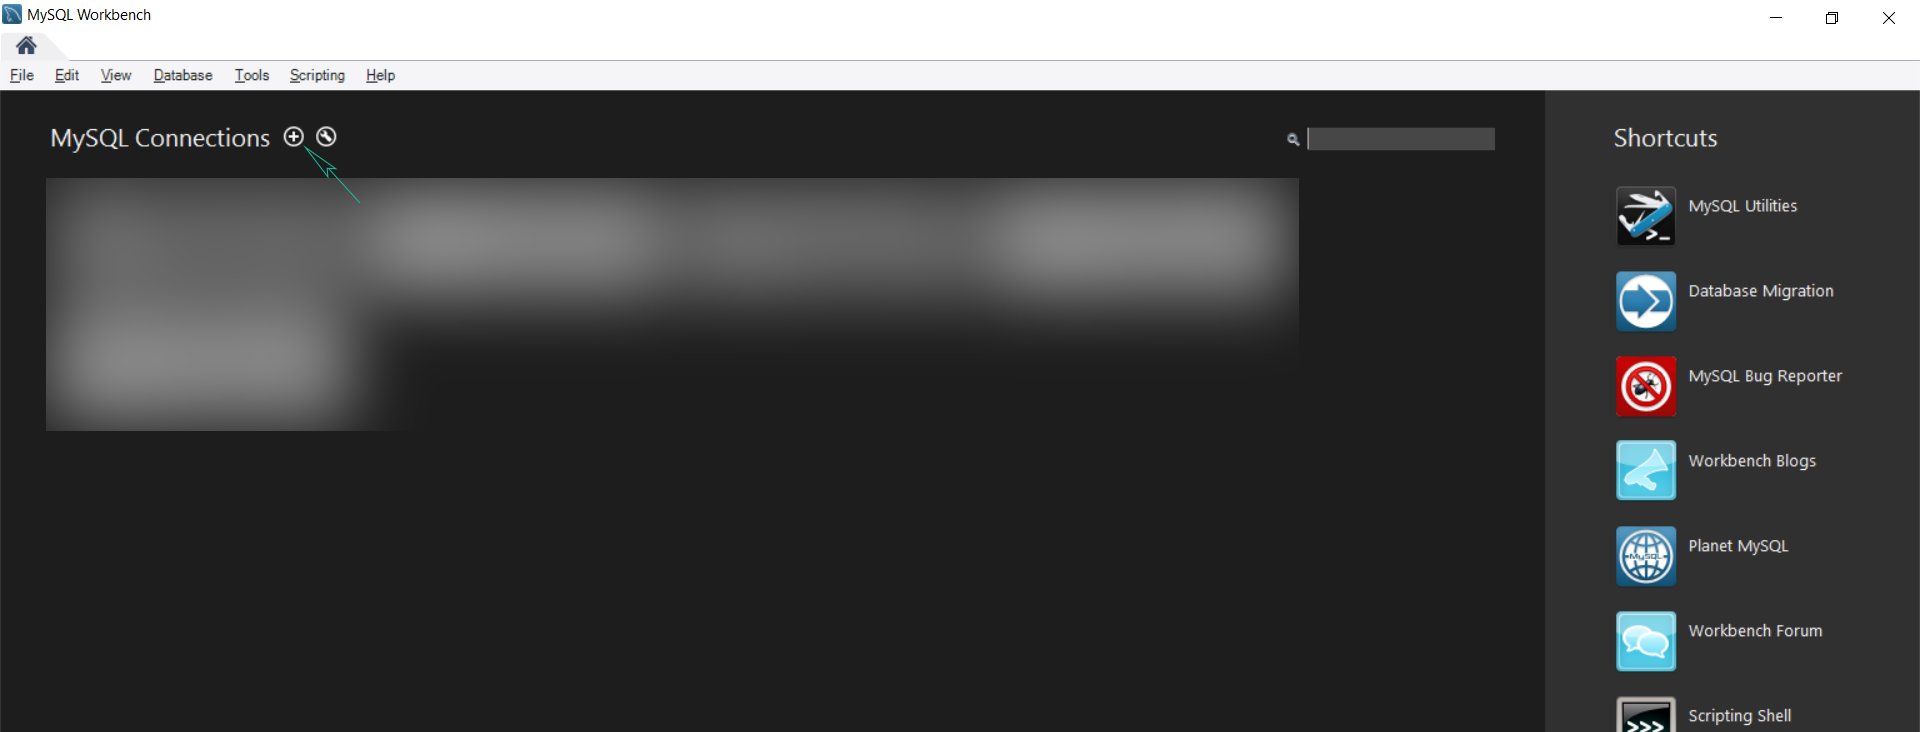 MySQL Workbench
File Edit View Database Tools Scripting Help
MySQL Connections
Shortcuts
MySQL Utilities
Database Migration
MySQL Bug Reporter
Workbench Blogs
MySQL
Planet MySQL
Workbench Forum
>>>
Scripting Shell